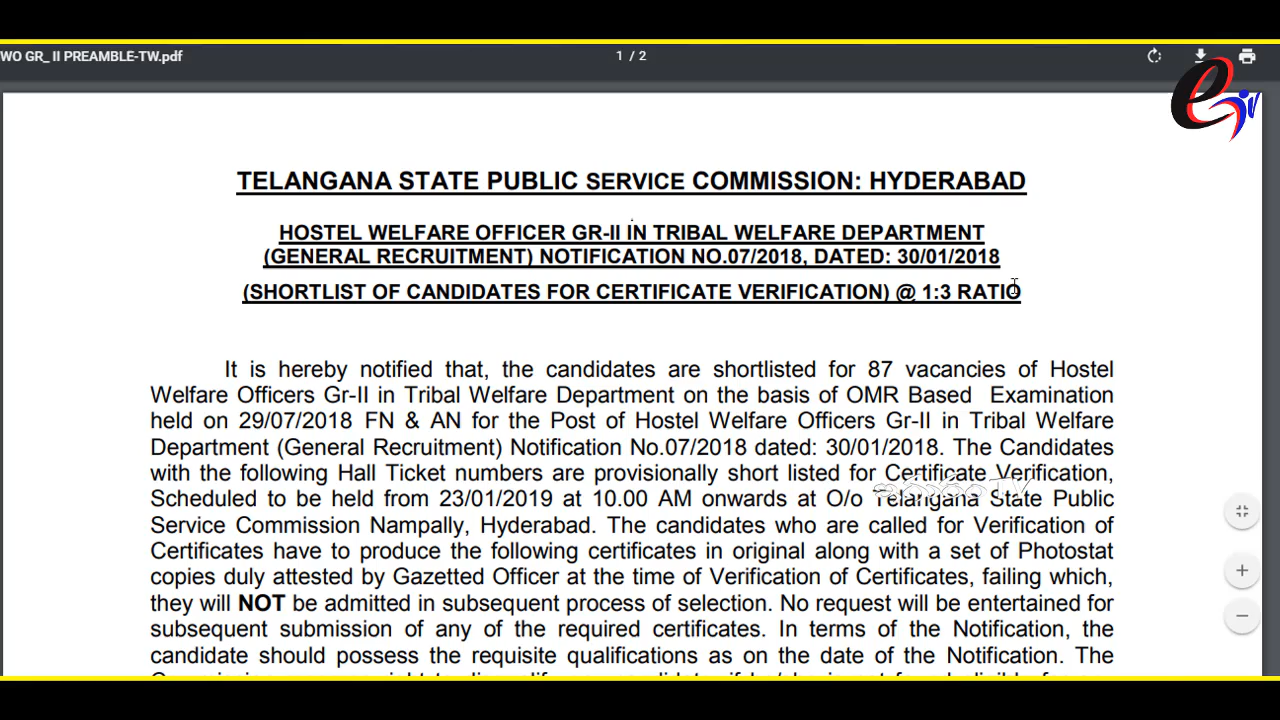 WO GR_ II PREAMBLE-TW.pdf
1 / 2
TELANGANA STATE PUBLIC SERVICE COMMISSION: HYDERABAD
HOSTEL WELFARE OFFICER GR-II IN TRIBAL WELFARE DEPARTMENT
(GENERAL RECRUITMENT) NOTIFICATION NO.07/2018, DATED: 30/01/2018
(SHORTLIST OF CANDIDATES FOR CERTIFICATE VERIFICATION) @ 1:3 RATIO
It is hereby notified that, the candidates are shortlisted for 87 vacancies of Hostel
Welfare Officers Gr-II in Tribal Welfare Department on the basis of OMR Based Examination
held on 29/07/2018 FN & AN for the Post of Hostel Welfare Officers Gr-II in Tribal Welfare
Department (General Recruitment) Notification No.07/2018 dated: 30/01/2018. The Candidates
with the following Hall Ticket numbers are provisionally short listed for Certificate Verification,
Scheduled to be held from 23/01/2019 at 10.00 AM onwards at O/o Telangana State Public
Service Commission Nampally, Hyderabad. The candidates who are called for Verification of
Certificates have to produce the following certificates in original along with a set of Photostat
copies duly attested by Gazetted Officer at the time of Verification of Certificates, failing which,
they will NOT be admitted in subsequent process of selection. No request will be entertained for
subsequent submission of any of the required certificates. In terms of the Notification, the
candidate should possess the requisite qualifications as on the date of the Notification. The